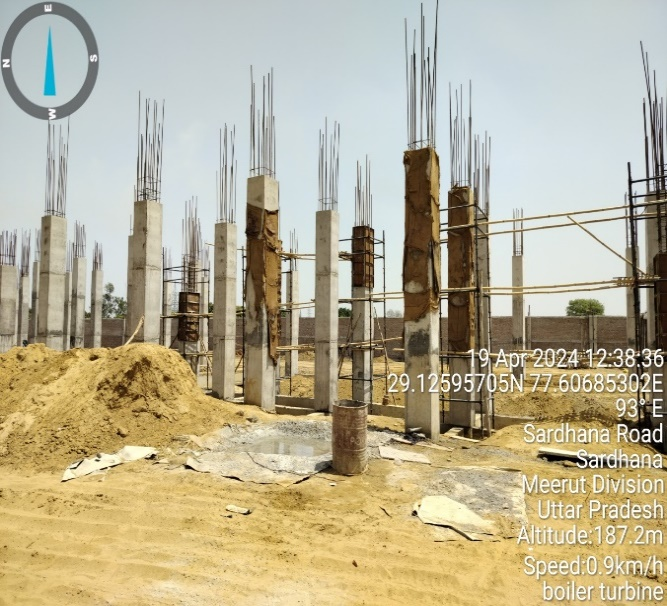 E
N
S
W
19 Apr 2024 12:38:36
29.12595705N 77.60685302E
93° E
Sardhana Road
Sardhana
Meerut Division
Uttar Pradesh
Altitude:187.2m
Speed:0.9km/h
boiler turbine